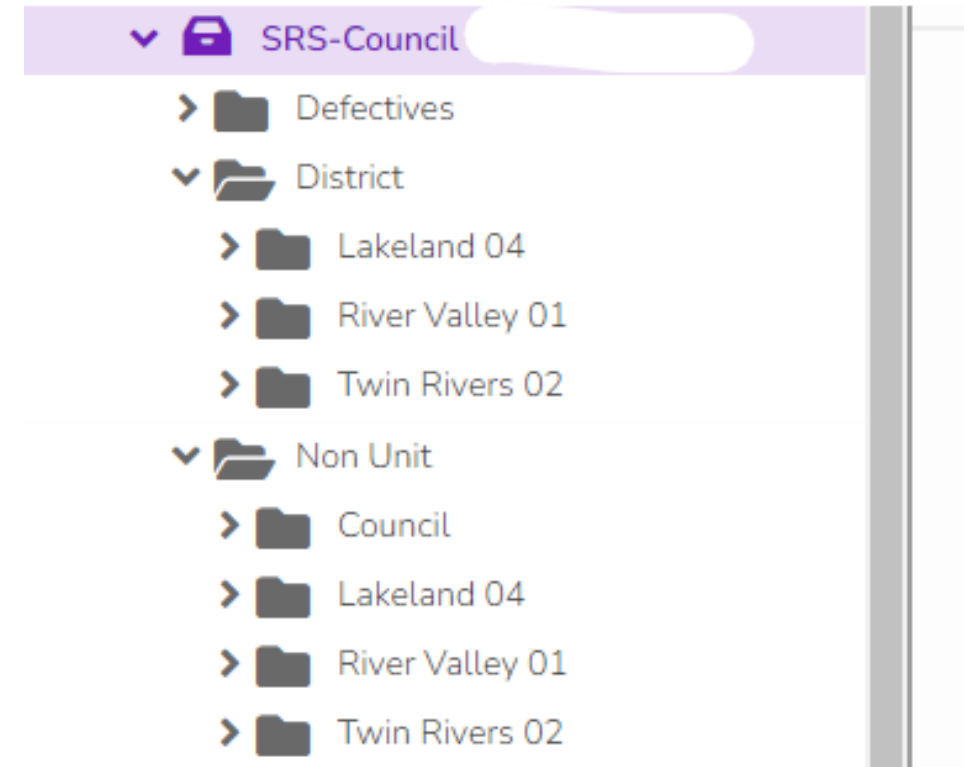 SRS-Council
Defectives
District
Lakeland 04
River Valley 01
Twin Rivers 02
Non Unit
Council
Lakeland 04
River Valley 01
Twin Rivers 02